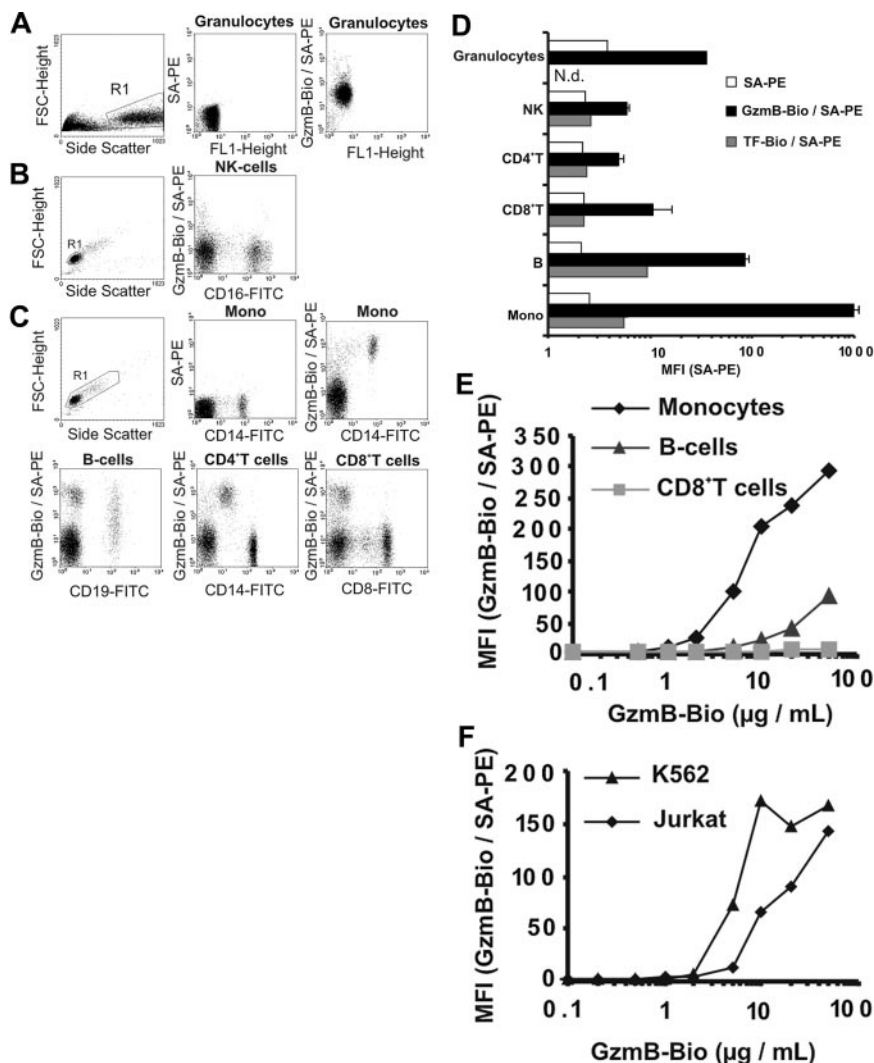 A
Granulocytes
Granulocytes
FSC-Height
1023
R1
Side Scatter
1023
SA-PE
FL1-Height
GzmB-Bio / SA-PE
FL1-Height
B
NK-cells
FSC-Height
1023
R1
Side Scatter
1023
GzmB-Bio / SA-PE
CD16-FITC
C
Mono
Mono
FSC-Height
1023
R1
Side Scatter
1023
SA-PE
CD14-FITC
GzmB-Bio / SA-PE
CD14-FITC
B-cells
CD4+T cells
CD8+T cells
GzmB-Bio / SA-PE
CD19-FITC
GzmB-Bio / SA-PE
CD14-FITC
GzmB-Bio / SA-PE
CD8-FITC
D
Granulocytes
N.d.
NK
CD4+T
CD8+T
B
Mono
SA-PE
GzmB-Bio / SA-PE
TF-Bio / SA-PE
1 10 100 1000
MFI (SA-PE)
E
Monocytes
B-cells
CD8+T cells
MFI (GzmB-Bio / SA-PE)
350
300
250
200
150
100
50
0
0.1 1 10 100
GzmB-Bio (µg / mL)
F
K562
Jurkat
MFI (GzmB-Bio / SA-PE)
200
150
100
50
0
0.1 1 10 100
GzmB-Bio (µg / mL)